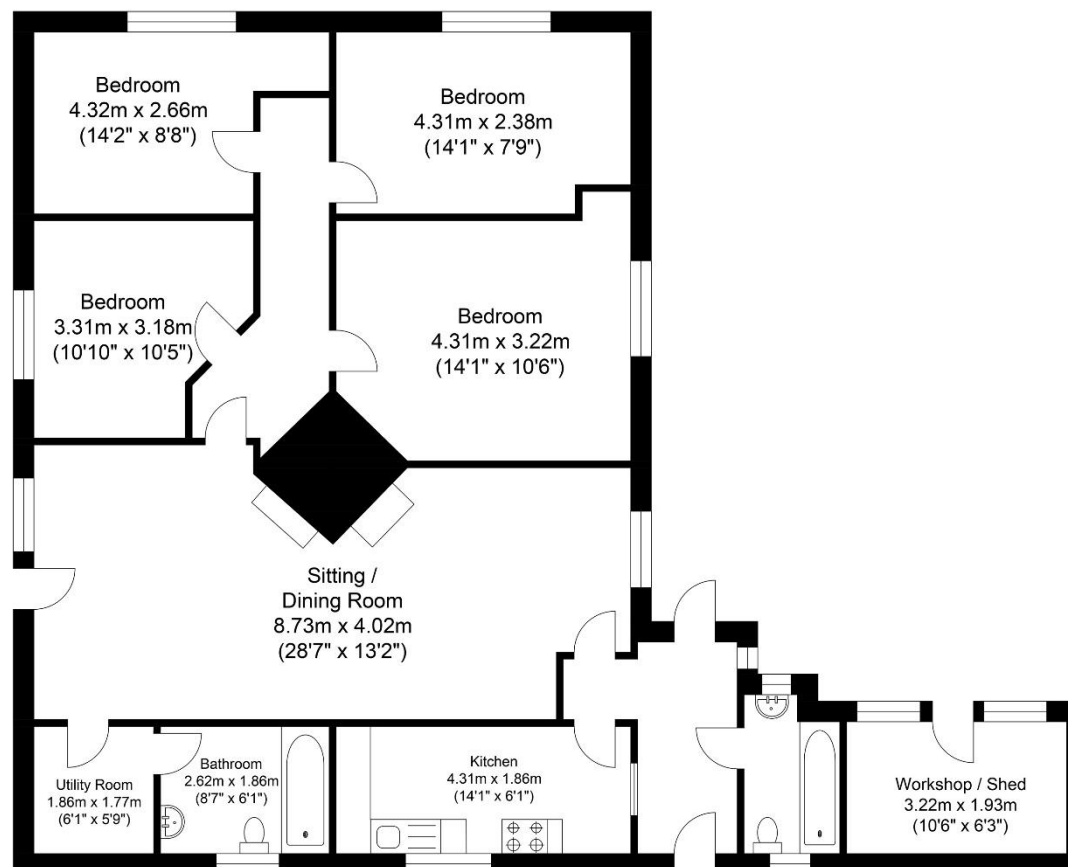 Bedroom
4.32m x 2.66m
(14'2" x 8'8")
Bedroom
4.31m x 2.38m
(14'1" x 7'9")
Bedroom
3.31m x 3.18m
(10'10" x 10'5")
Bedroom
4.31m x 3.22m
(14'1" x 10'6")
Sitting /
Dining Room
8.73m x 4.02m
(28'7" x 13'2")
Utility Room
1.86m x 1.77m
(6'1" x 5'9")
Bathroom
2.62m x 1.86m
(8'7" x 6'1")
Kitchen
4.31m x 1.86m
(14'1" x 6'1")
Workshop / Shed
3.22m x 1.93m
(10'6" x 6'3")